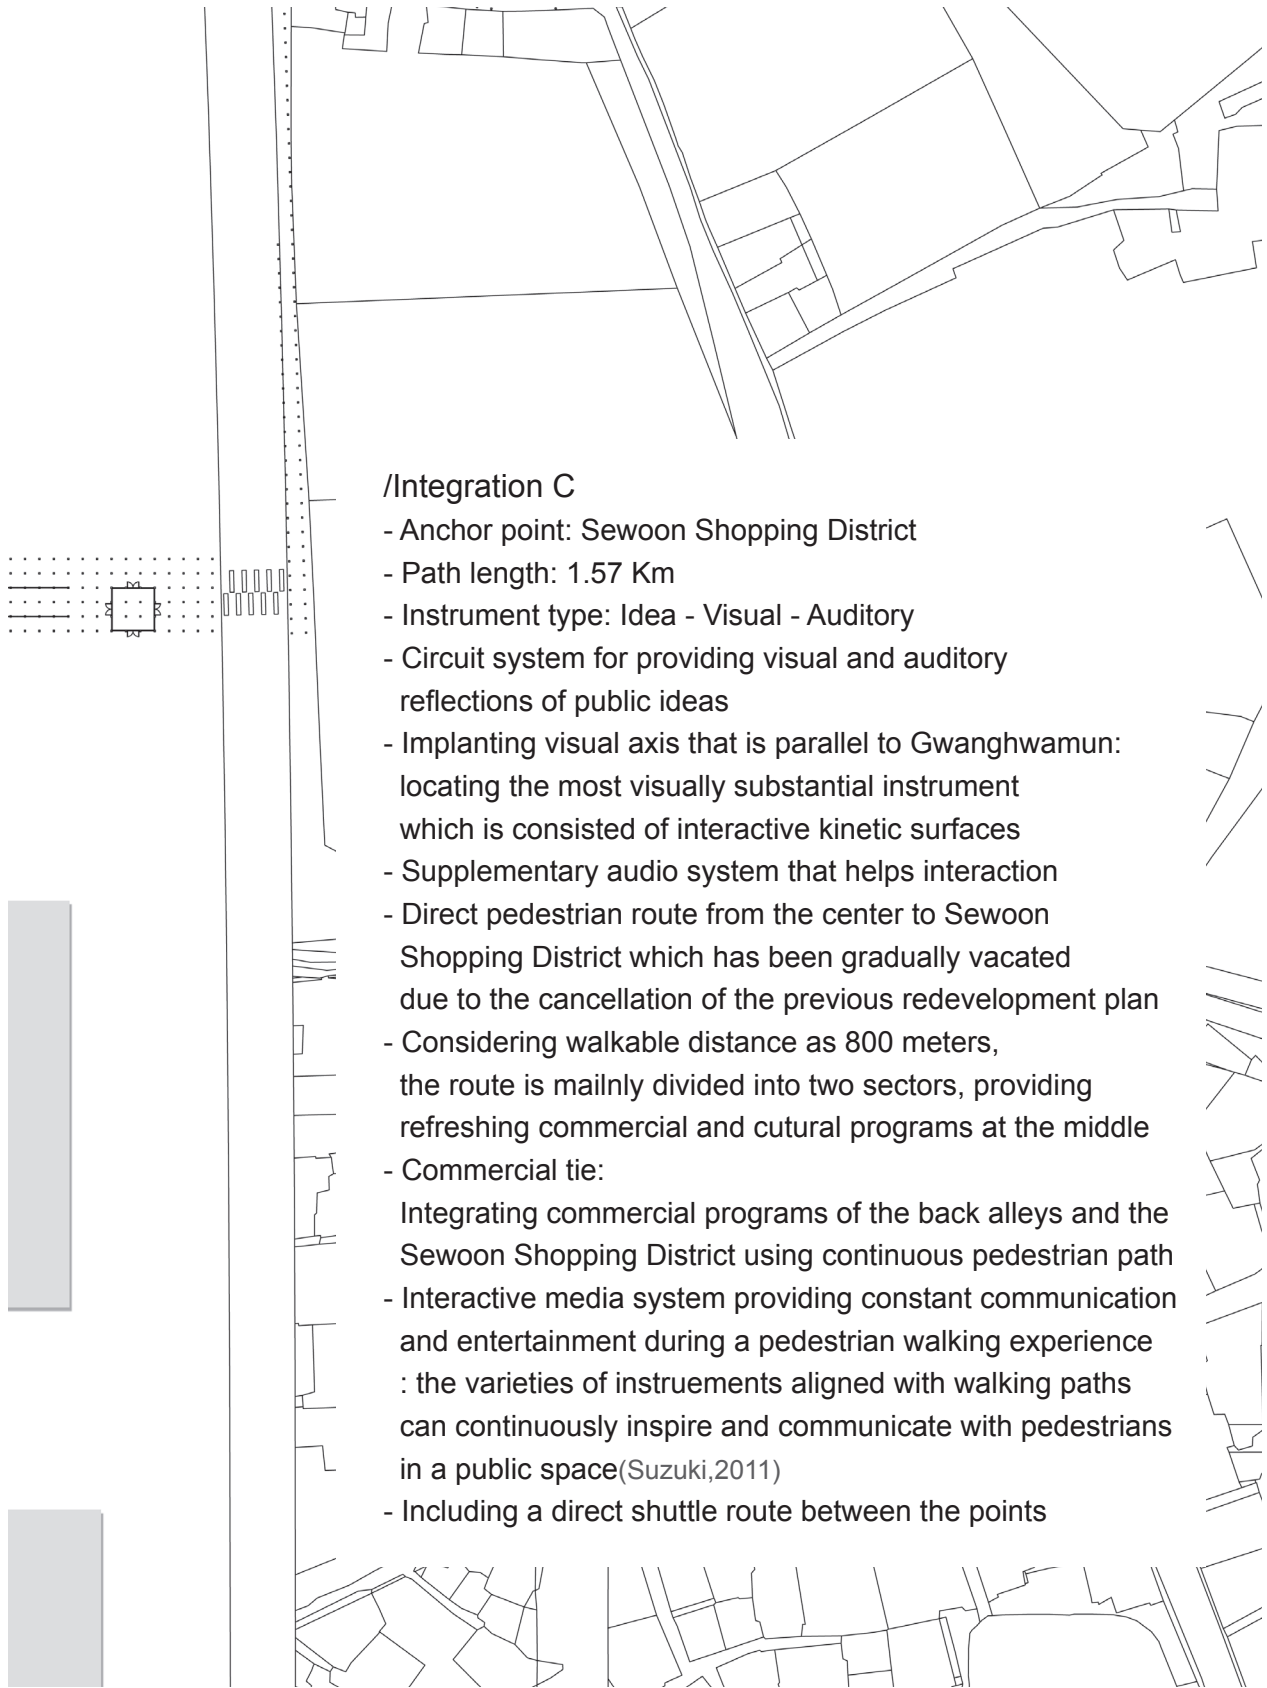 /Integration C
- Anchor point: Sewoon Shopping District
- Path length: 1.57 Km
- Instrument type: Idea - Visual - Auditory
- Circuit system for providing visual and auditory
reflections of public ideas
- Implanting visual axis that is parallel to Gwanghwamun:
locating the most visually substantial instrument
which is consisted of interactive kinetic surfaces
- Supplementary audio system that helps interaction
- Direct pedestrian route from the center to Sewoon
Shopping District which has been gradually vacated
due to the cancellation of the previous redevelopment plan
- Considering walkable distance as 800 meters,
the route is mailnly divided into two sectors, providing
refreshing commercial and cutural programs at the middle
- Commercial tie:
Integrating commercial programs of the back alleys and the
Sewoon Shopping District using continuous pedestrian path
- Interactive media system providing constant communication
and entertainment during a pedestrian walking experience
: the varieties of instruements aligned with walking paths
can continuously inspire and communicate with pedestrians
in a public space(Suzuki,2011)
- Including a direct shuttle route between the points